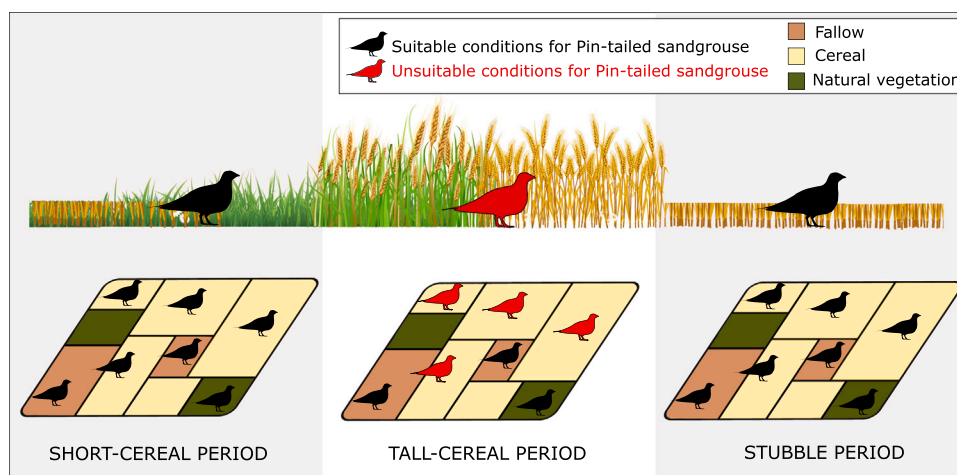 Suitable conditions for Pin-tailed sandgrouse
Unsuitable conditions for Pin-tailed sandgrouse
Fallow
Cereal
Natural vegetation
SHORT-CEREAL PERIOD
TALL-CEREAL PERIOD
STUBBLE PERIOD